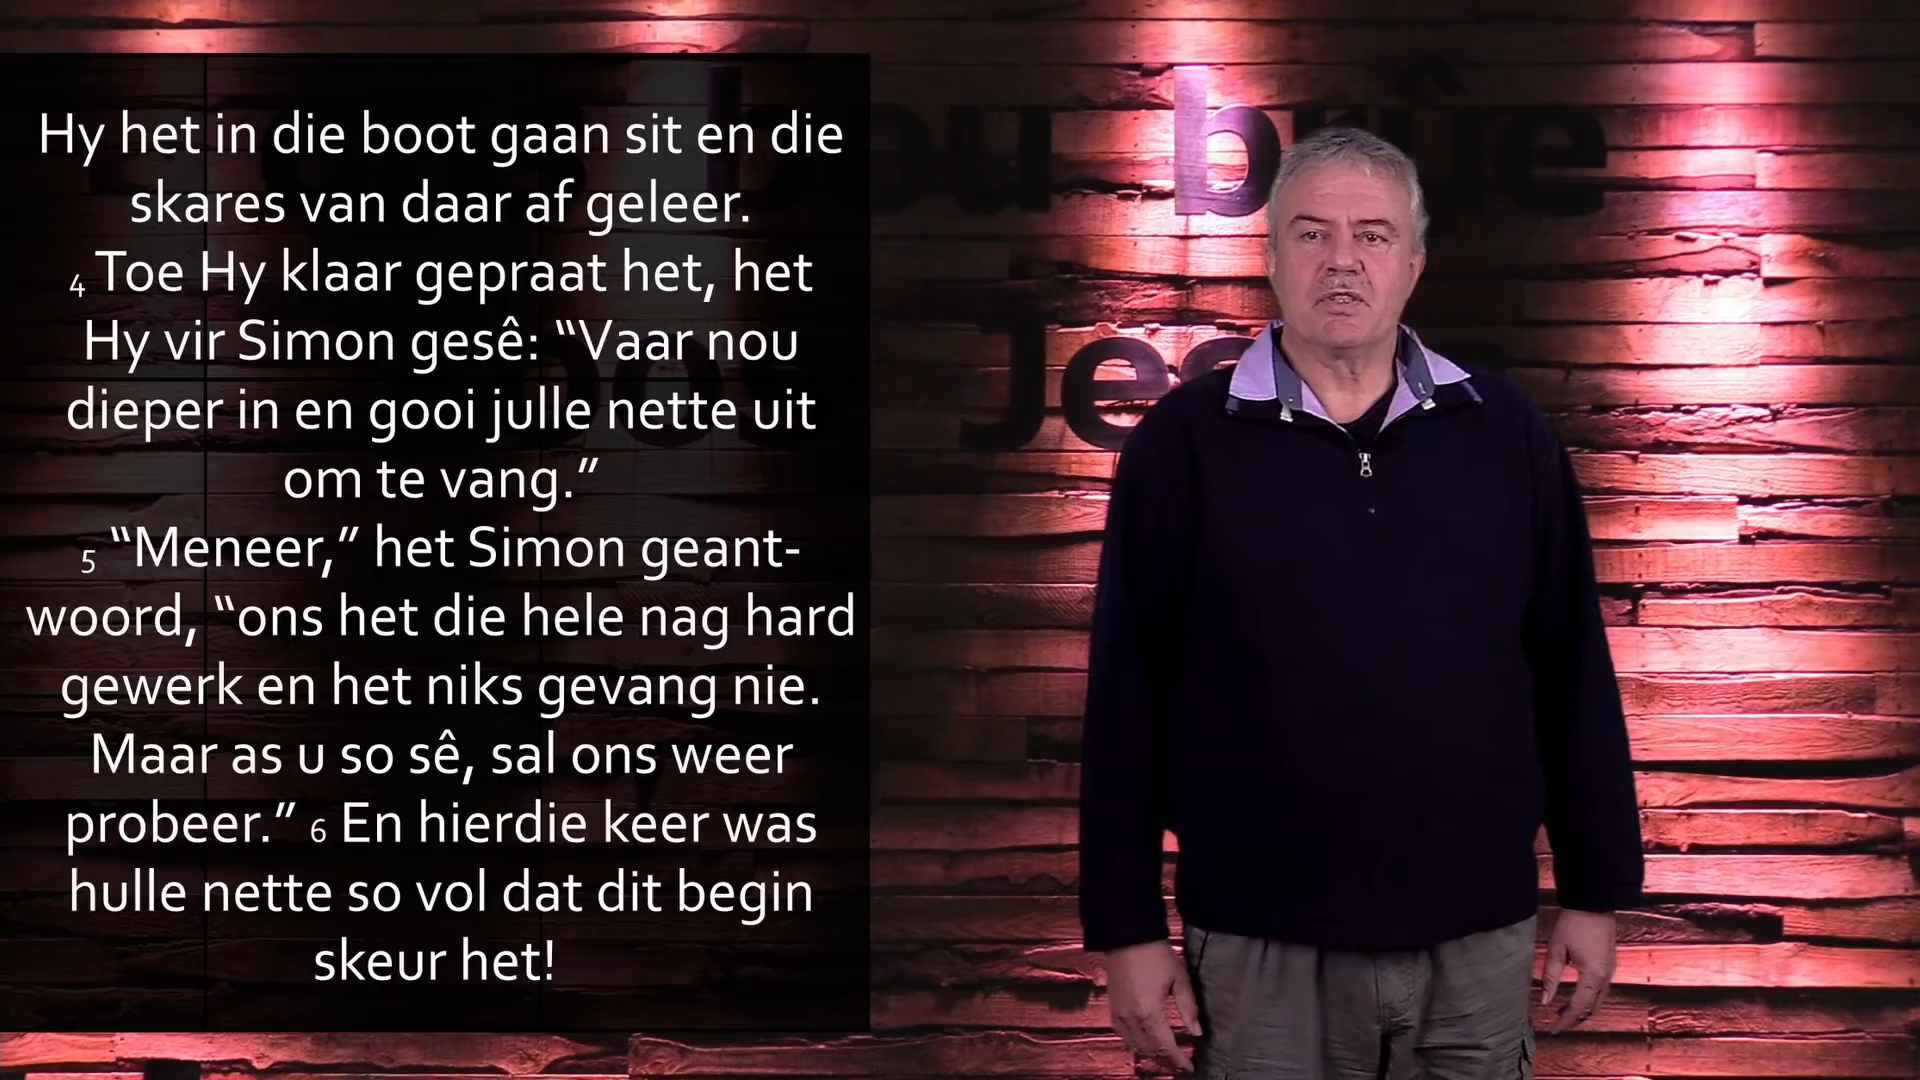 Hy het in die boot gaan sit en die
skares van daar af geleer.
4 Toe Hy klaar gepraat het, het
Hy vir Simon gesê: “Vaar nou
dieper in en gooi julle nette uit
om te vang.”
5 “Meneer,” het Simon geant-
woord, “ons het die hele nag hard
gewerk en het niks gevang nie.
Maar as u so sê, sal ons weer
probeer.” 6 En hierdie keer was
hulle nette so vol dat dit begin
skeur het!